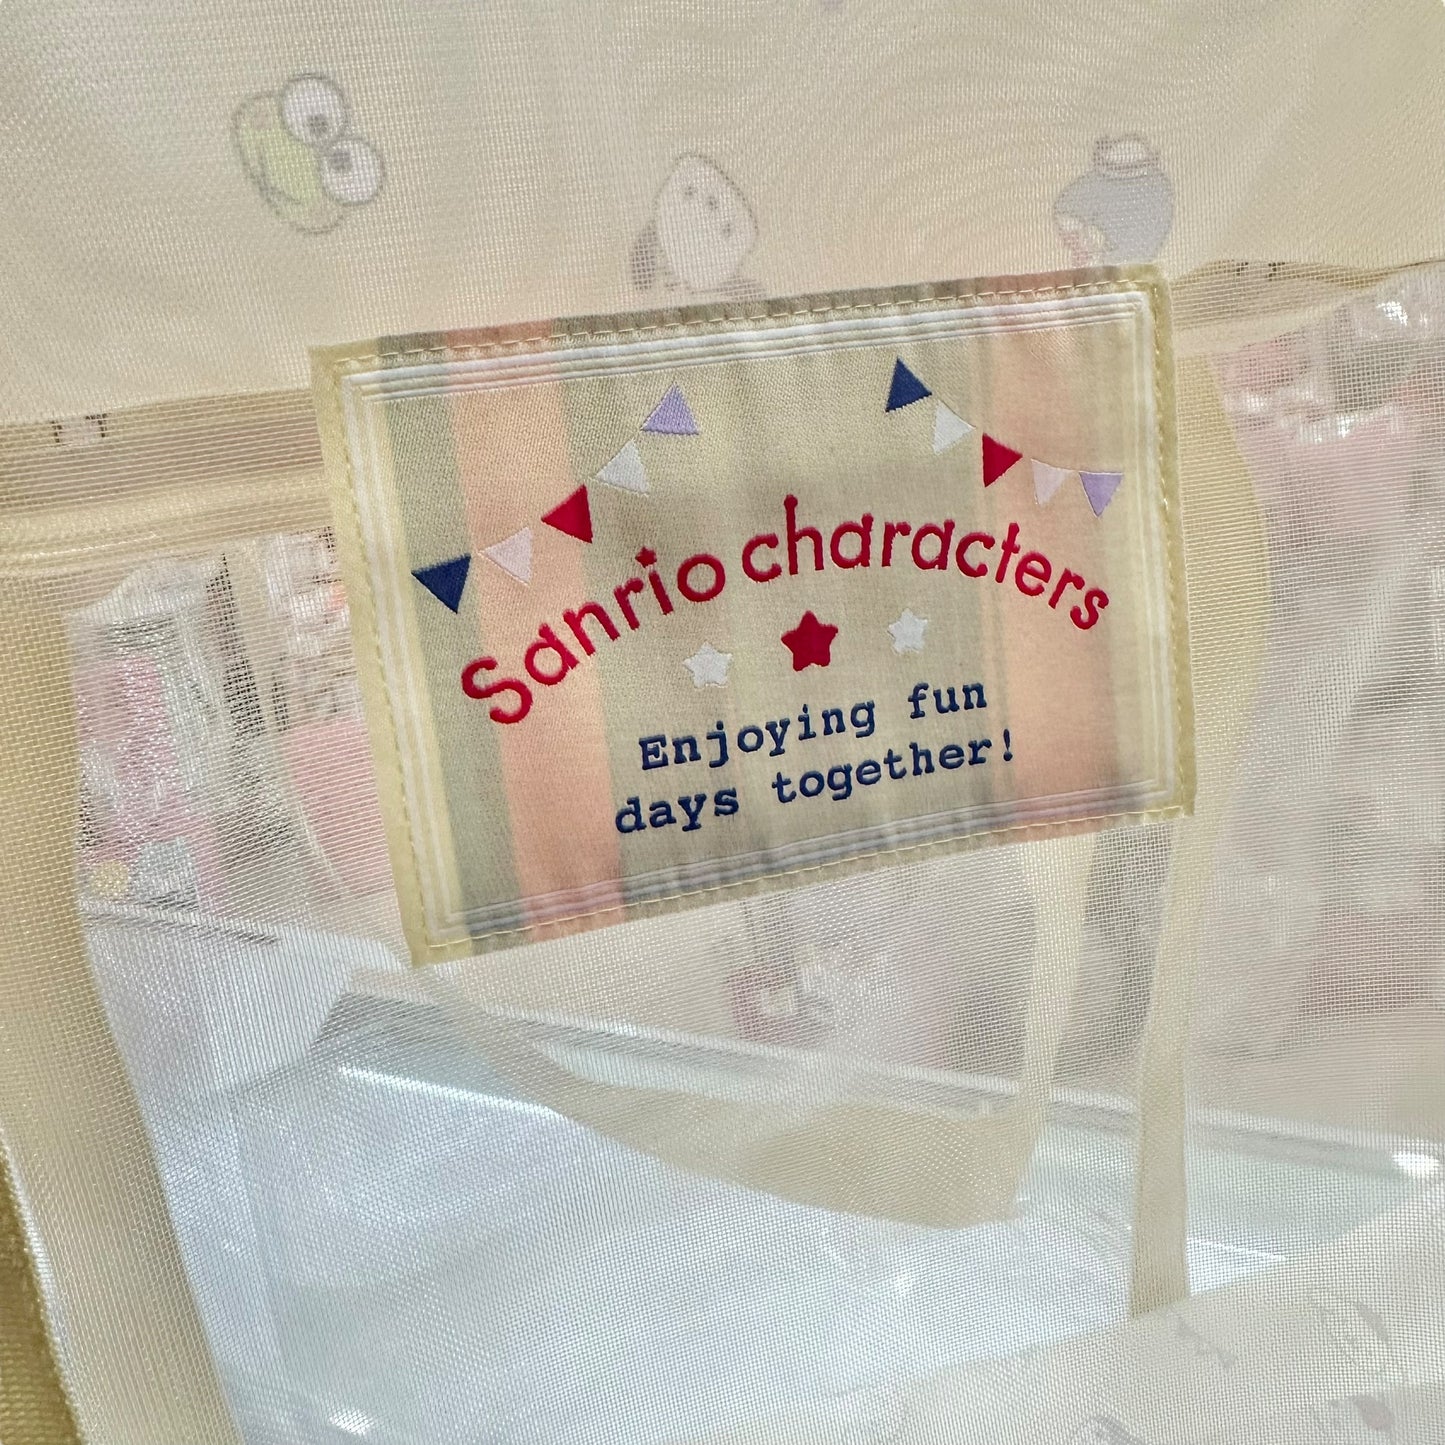 Sanrio characters
Enjoying fun
days together!